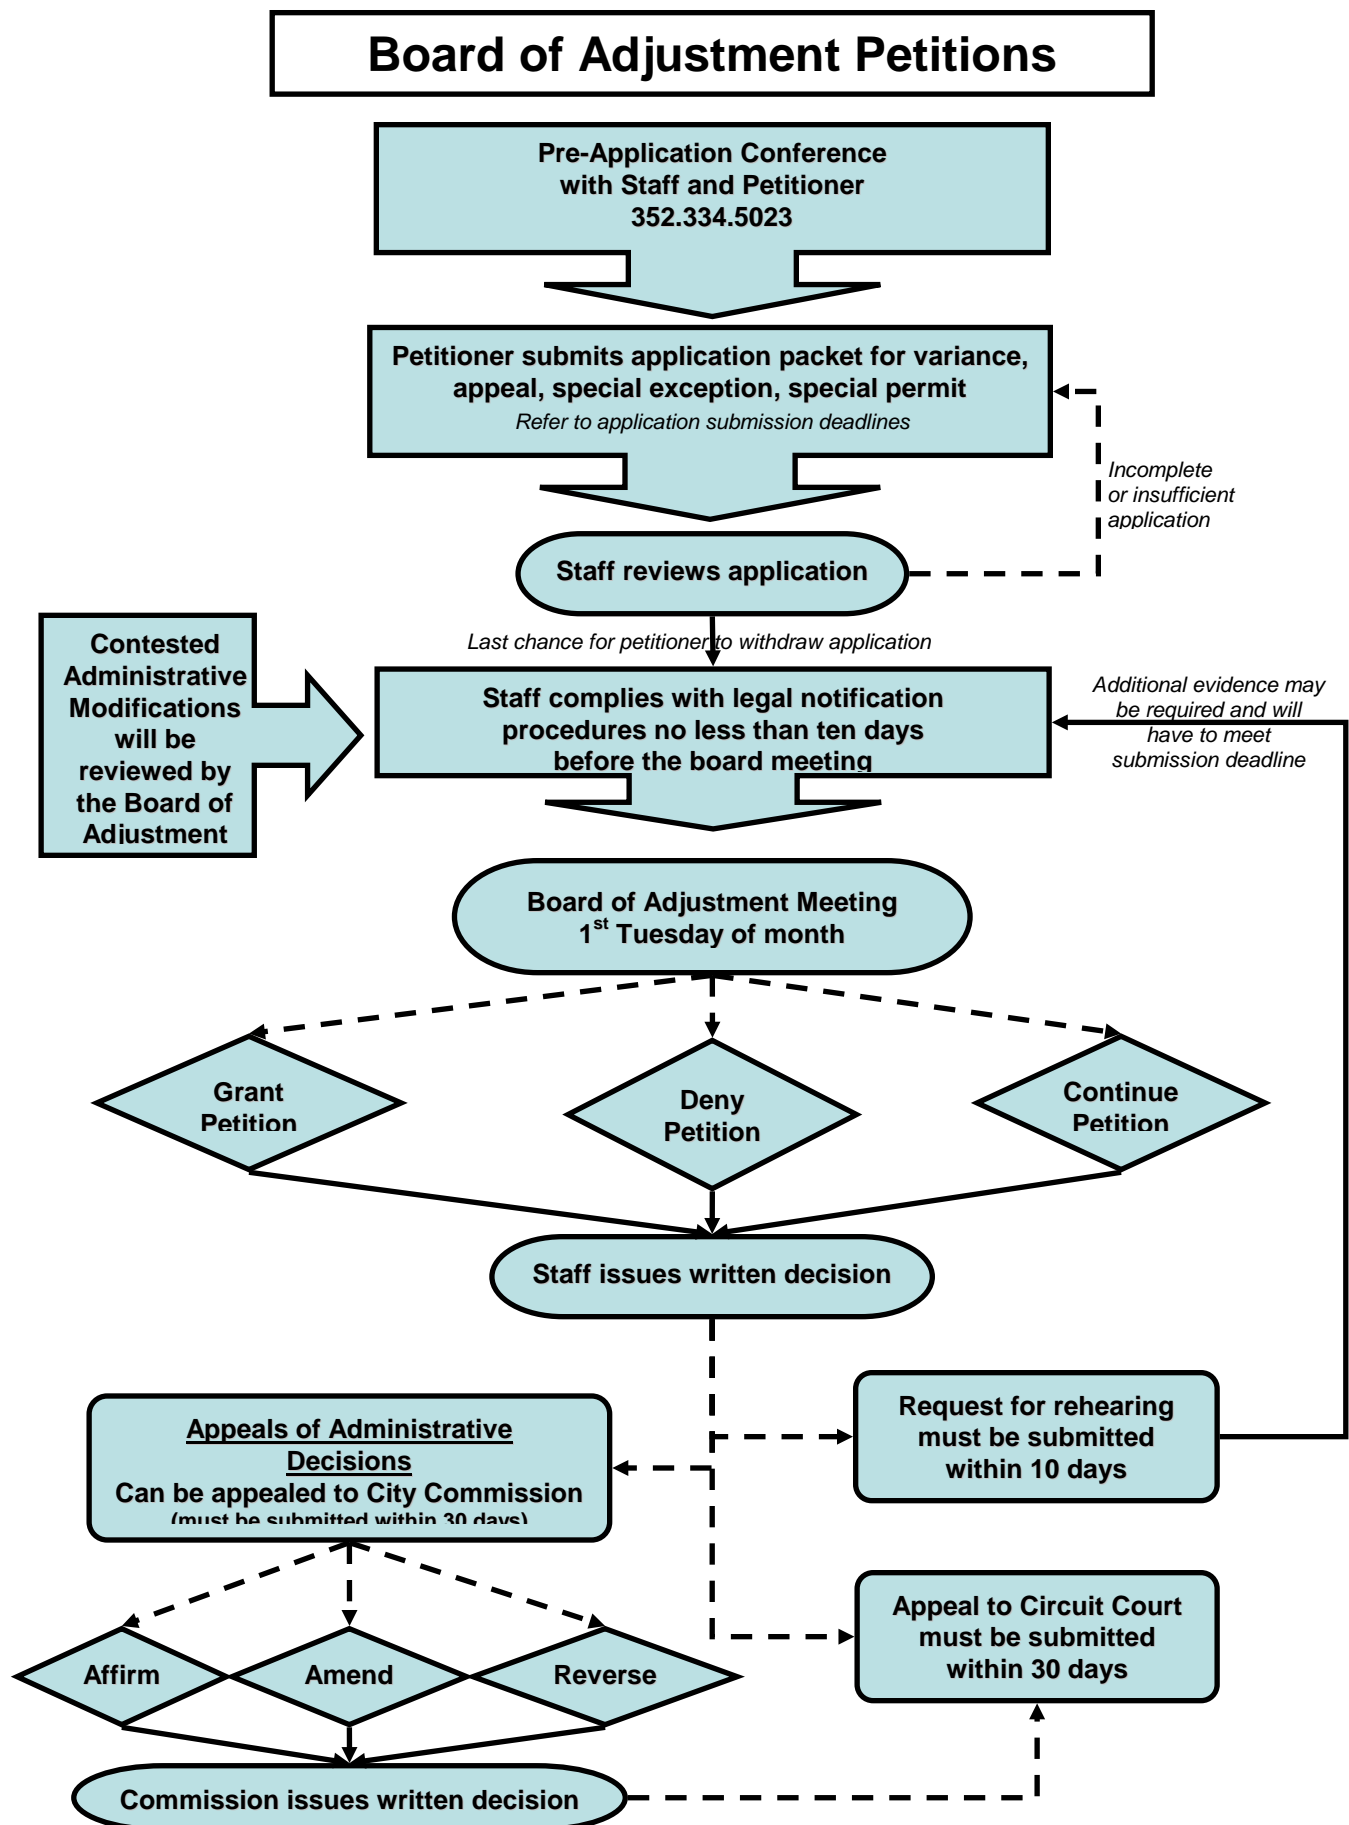 Board of Adjustment Petitions
Pre-Application Conference
with Staff and Petitioner
352.334.5023
Petitioner submits application packet for variance,
appeal, special exception, special permit
Refer to application submission deadlines
Incomplete
or insufficient
application
Staff reviews application
Last chance for petitioner to withdraw application
Contested
Administrative
Modifications
will be
reviewed by
the Board of
Adjustment
Staff complies with legal notification
procedures no less than ten days
before the board meeting
Additional evidence may
be required and will
have to meet
submission deadline
Board of Adjustment Meeting
1st Tuesday of month
Grant
Petition
Deny
Petition
Continue
Petition
Staff issues written decision
Appeals of Administrative
Decisions
Can be appealed to City Commission
(must be submitted within 30 days)
Request for rehearing
must be submitted
within 10 days
Appeal to Circuit Court
must be submitted
within 30 days
Affirm
Amend
Reverse
Commission issues written decision